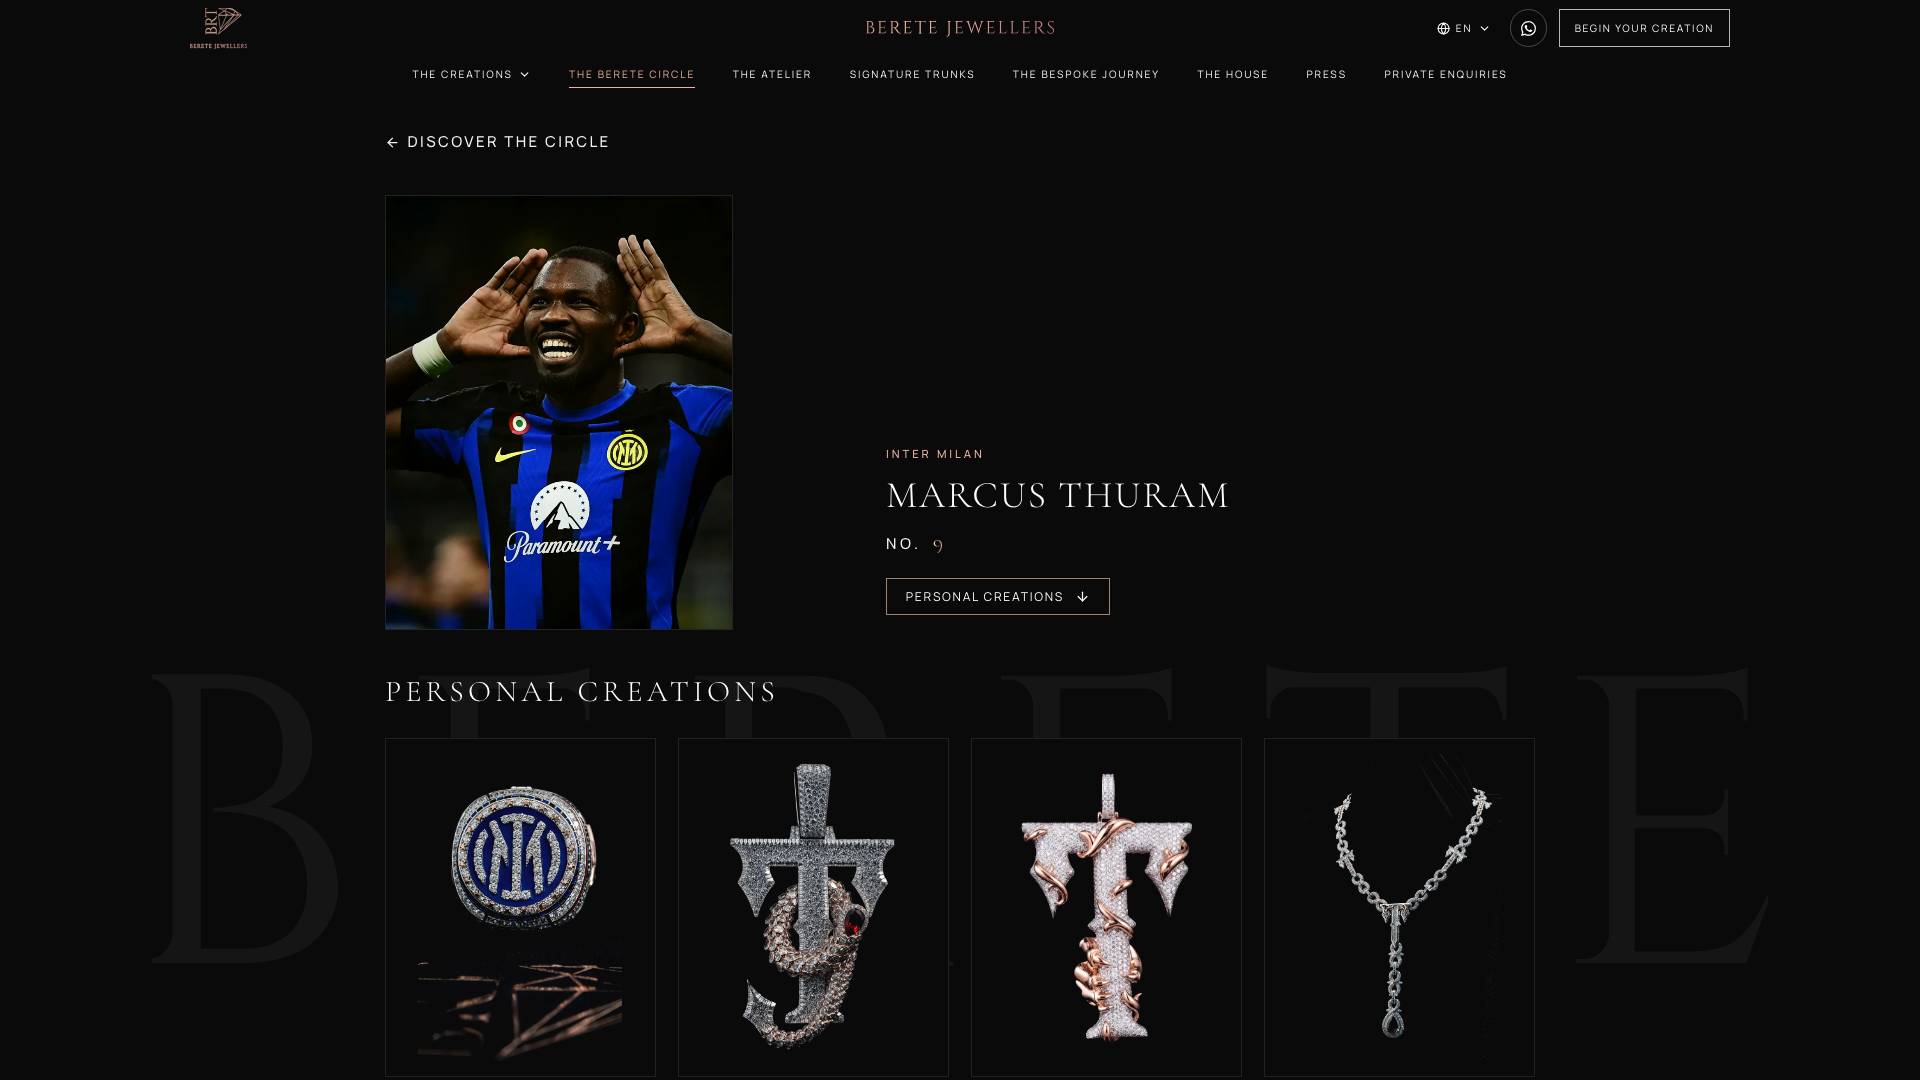 BRT
BERETE JEWELLERS
BERETE JEWELLERS
EN
BEGIN YOUR CREATION
THE CREATIONS
THE BERETE CIRCLE
THE ATELIER
SIGNATURE TRUNKS
THE BESPOKE JOURNEY
THE HOUSE
PRESS
PRIVATE ENQUIRIES
← DISCOVER THE CIRCLE
Paramount+
INTER MILAN
MARCUS THURAM
NO. 9
PERSONAL CREATIONS ↓
BERETE
PERSONAL CREATIONS